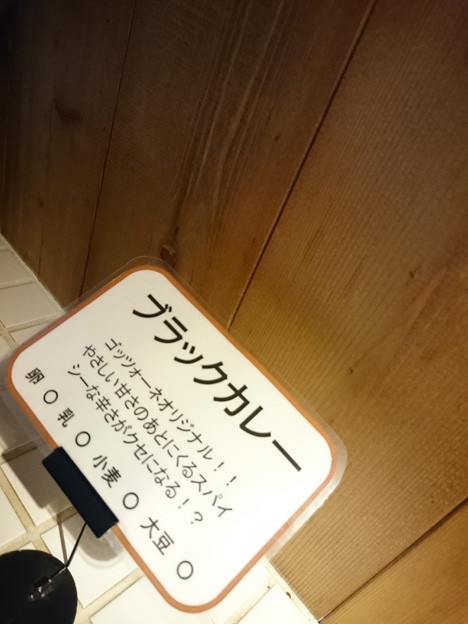 ブラックカレー
ゴッツォーネオリジナル！！
やさしい甘さのあとにくるスパイ
シーな辛さがクセになる！？
卵 ○ 乳 ○ 小麦 ○ 大豆 ○